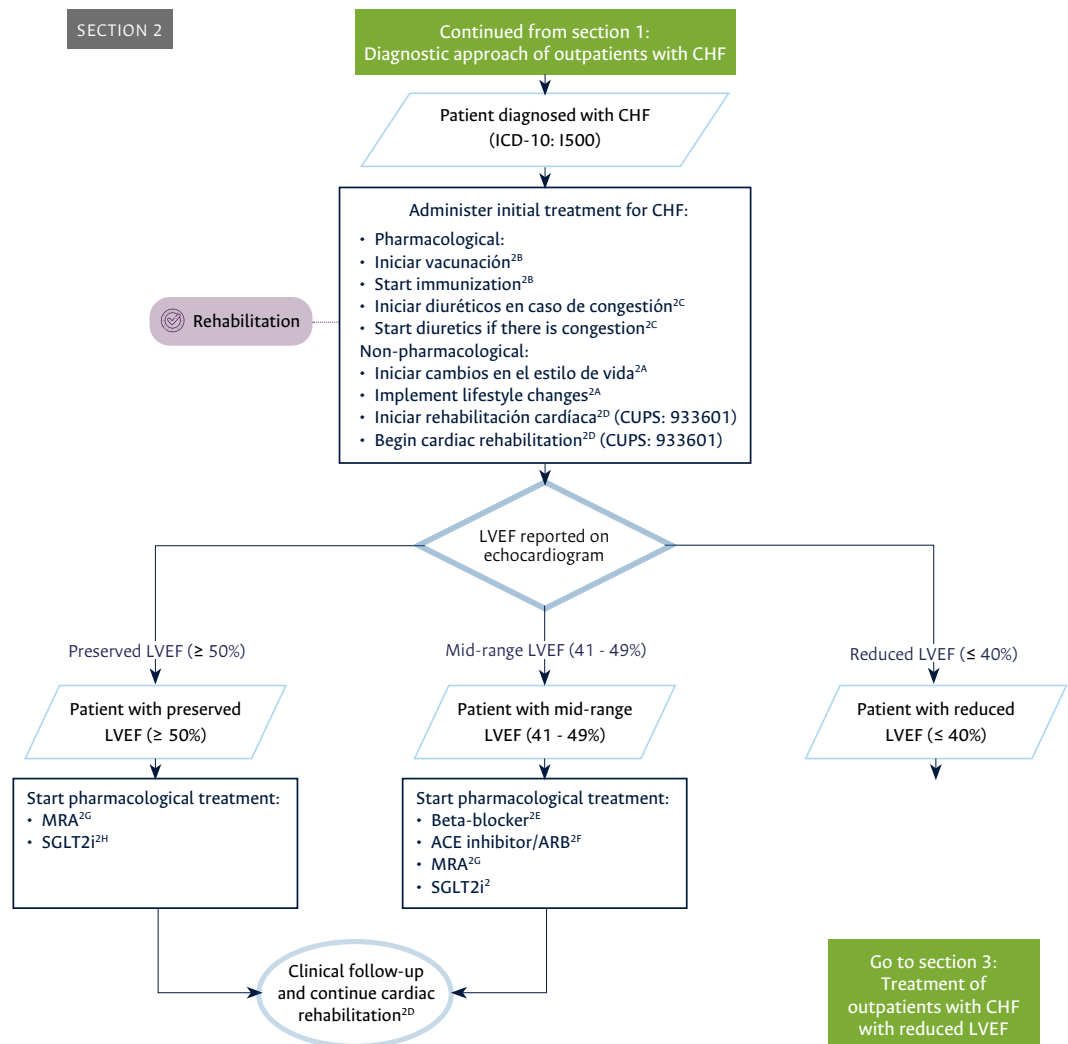 SECTION 2
Continued from section 1:
Diagnostic approach of outpatients with CHF
Patient diagnosed with CHF
(ICD-10: I500)
Administer initial treatment for CHF:
• Pharmacological:
• Iniciar vacunación2B
• Start immunization2B
• Iniciar diuréticos en caso de congestión2C
• Start diuretics if there is congestion2C
Non-pharmacological:
• Iniciar cambios en el estilo de vida2A
• Implement lifestyle changes2A
• Iniciar rehabilitación cardíaca2D (CUPS: 933601)
• Begin cardiac rehabilitation2D (CUPS: 933601)
Rehabilitation
LVEF reported on
echocardiogram
Preserved LVEF (≥ 50%)
Mid-range LVEF (41 - 49%)
Reduced LVEF (≤ 40%)
Patient with preserved
LVEF (≥ 50%)
Patient with mid-range
LVEF (41 - 49%)
Patient with reduced
LVEF (≤ 40%)
Start pharmacological treatment:
• MRA2G
• SGLT2i2H
Start pharmacological treatment:
• Beta-blocker2E
• ACE inhibitor/ARB2F
• MRA2G
• SGLT2i2
Clinical follow-up
and continue cardiac
rehabilitation2D
Go to section 3:
Treatment of
outpatients with CHF
with reduced LVEF